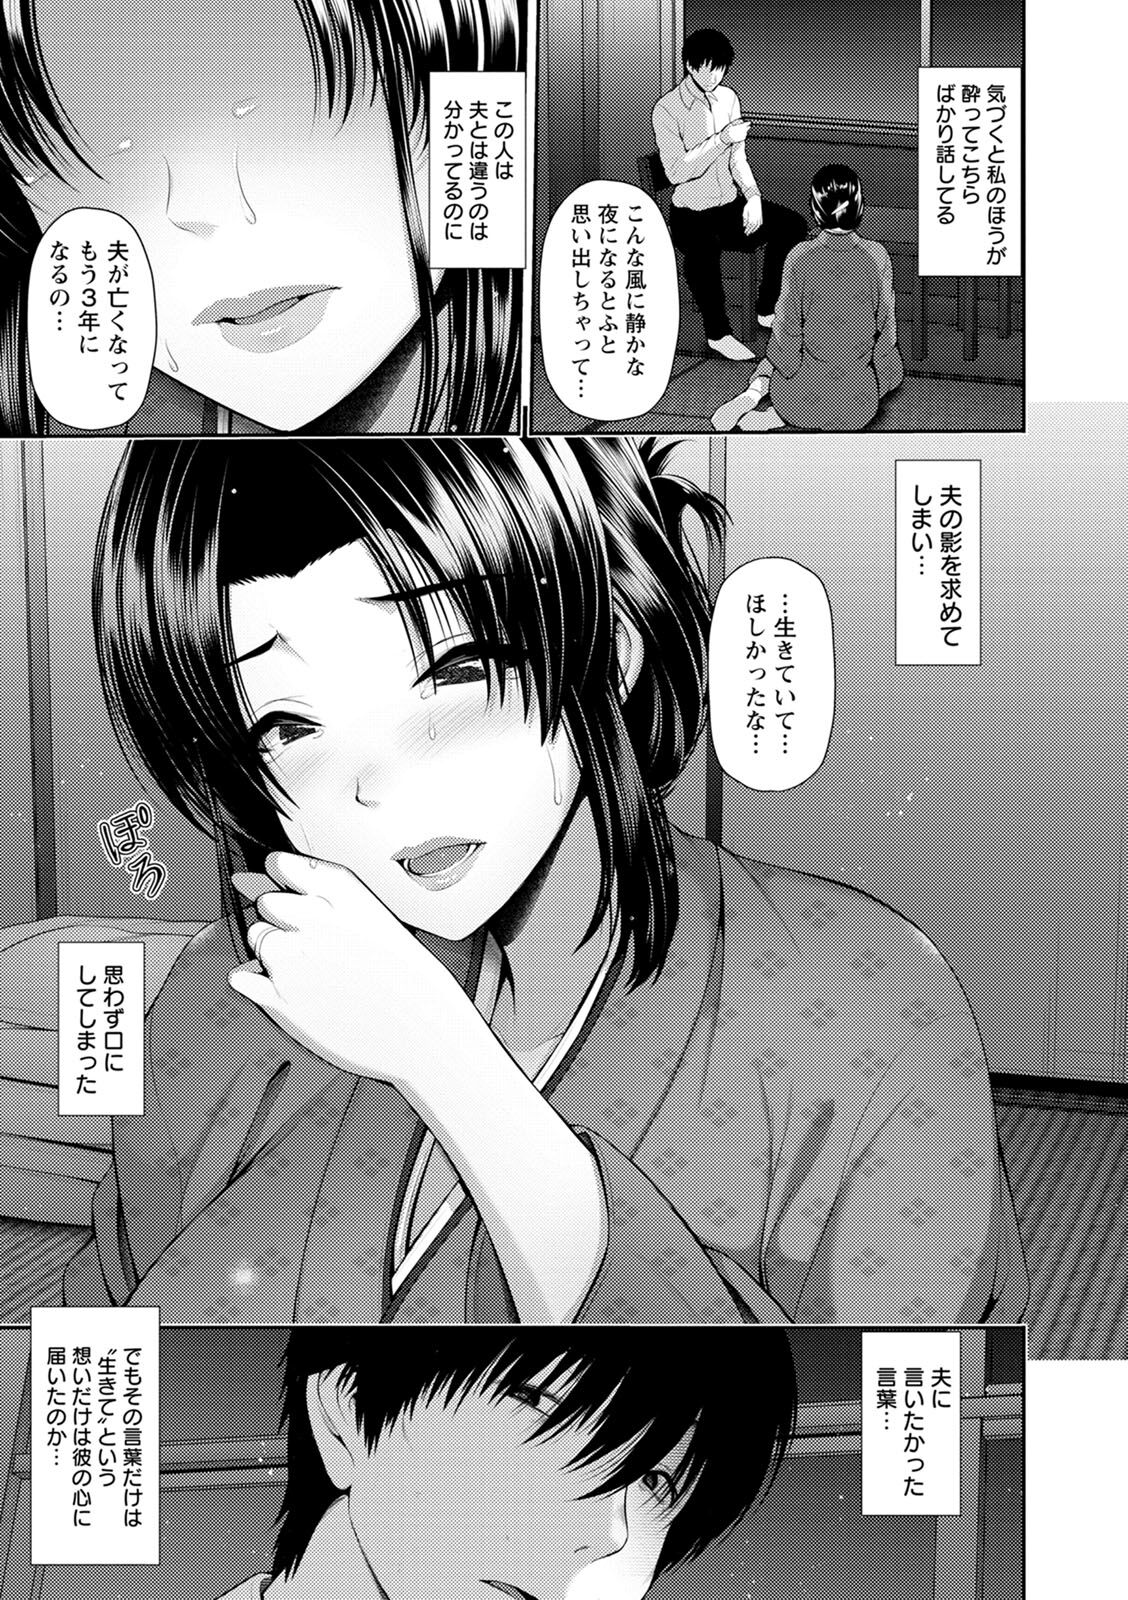 気づくと私のほうが
酔ってこちら
ばかり話してる
こんな風に静かな
夜になるとふと
思い出しちゃって…
この人は
夫とは違うのは
分かってるのに
夫が亡くなって
もう3年に
なるの…
夫の影を求めて
しまい…
…生きていて…
ほしかったな…
ぽろ
思わず口に
してしまった
夫に
言いたかった
言葉…
でもその言葉だけは
〝生きて〟という
想いだけは彼の心に
届いたのか…